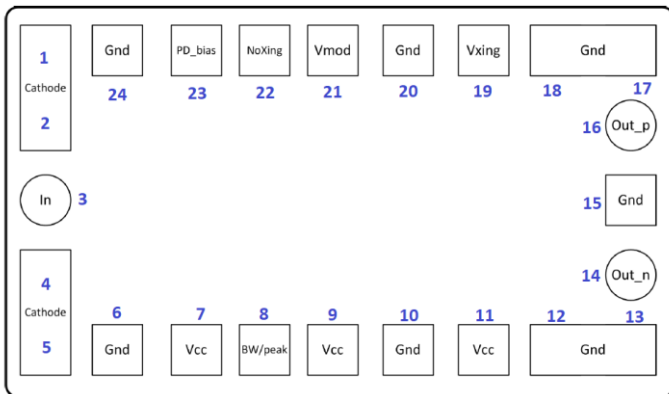 1 Gnd PD_bias NoXing Vmod Gnd Vxing Gnd
Cathode 24 23 22 21 20 19 18 17
2 16 Out_p
In 3 15 Gnd
4 14 Out_n
Cathode 6 7 8 9 10 11 12 13
5 Gnd Vcc BW/peak Vcc Gnd Vcc Gnd